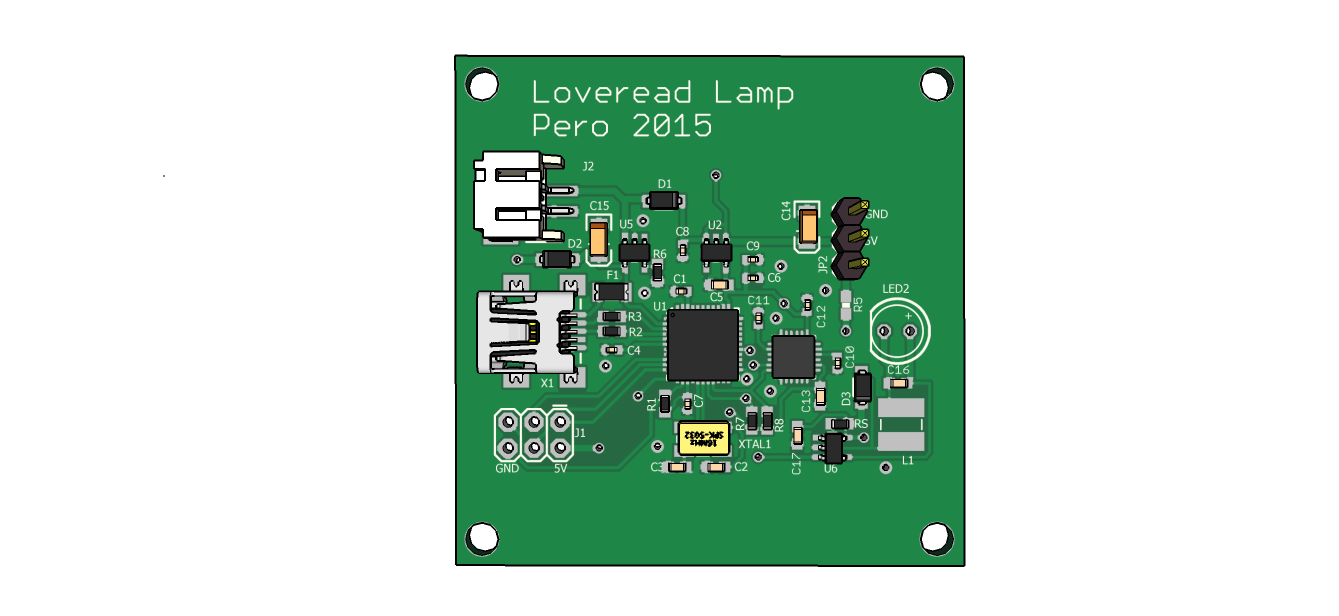 Loveread Lamp
Pero 2015
J2
D1
C15
C14
GND
U5
U2
C8
5V
D2
R6
C9
JP2
F1
C1
C6
C5
LED2
U1
C11
R5
+
R3
C12
R2
C4
C10
X1
C16
R1
C7
C13
D3
R7
R8
RS
J1
16MHz
SPK-5032
XTAL1
GND
5V
C2
C17
U6
L1